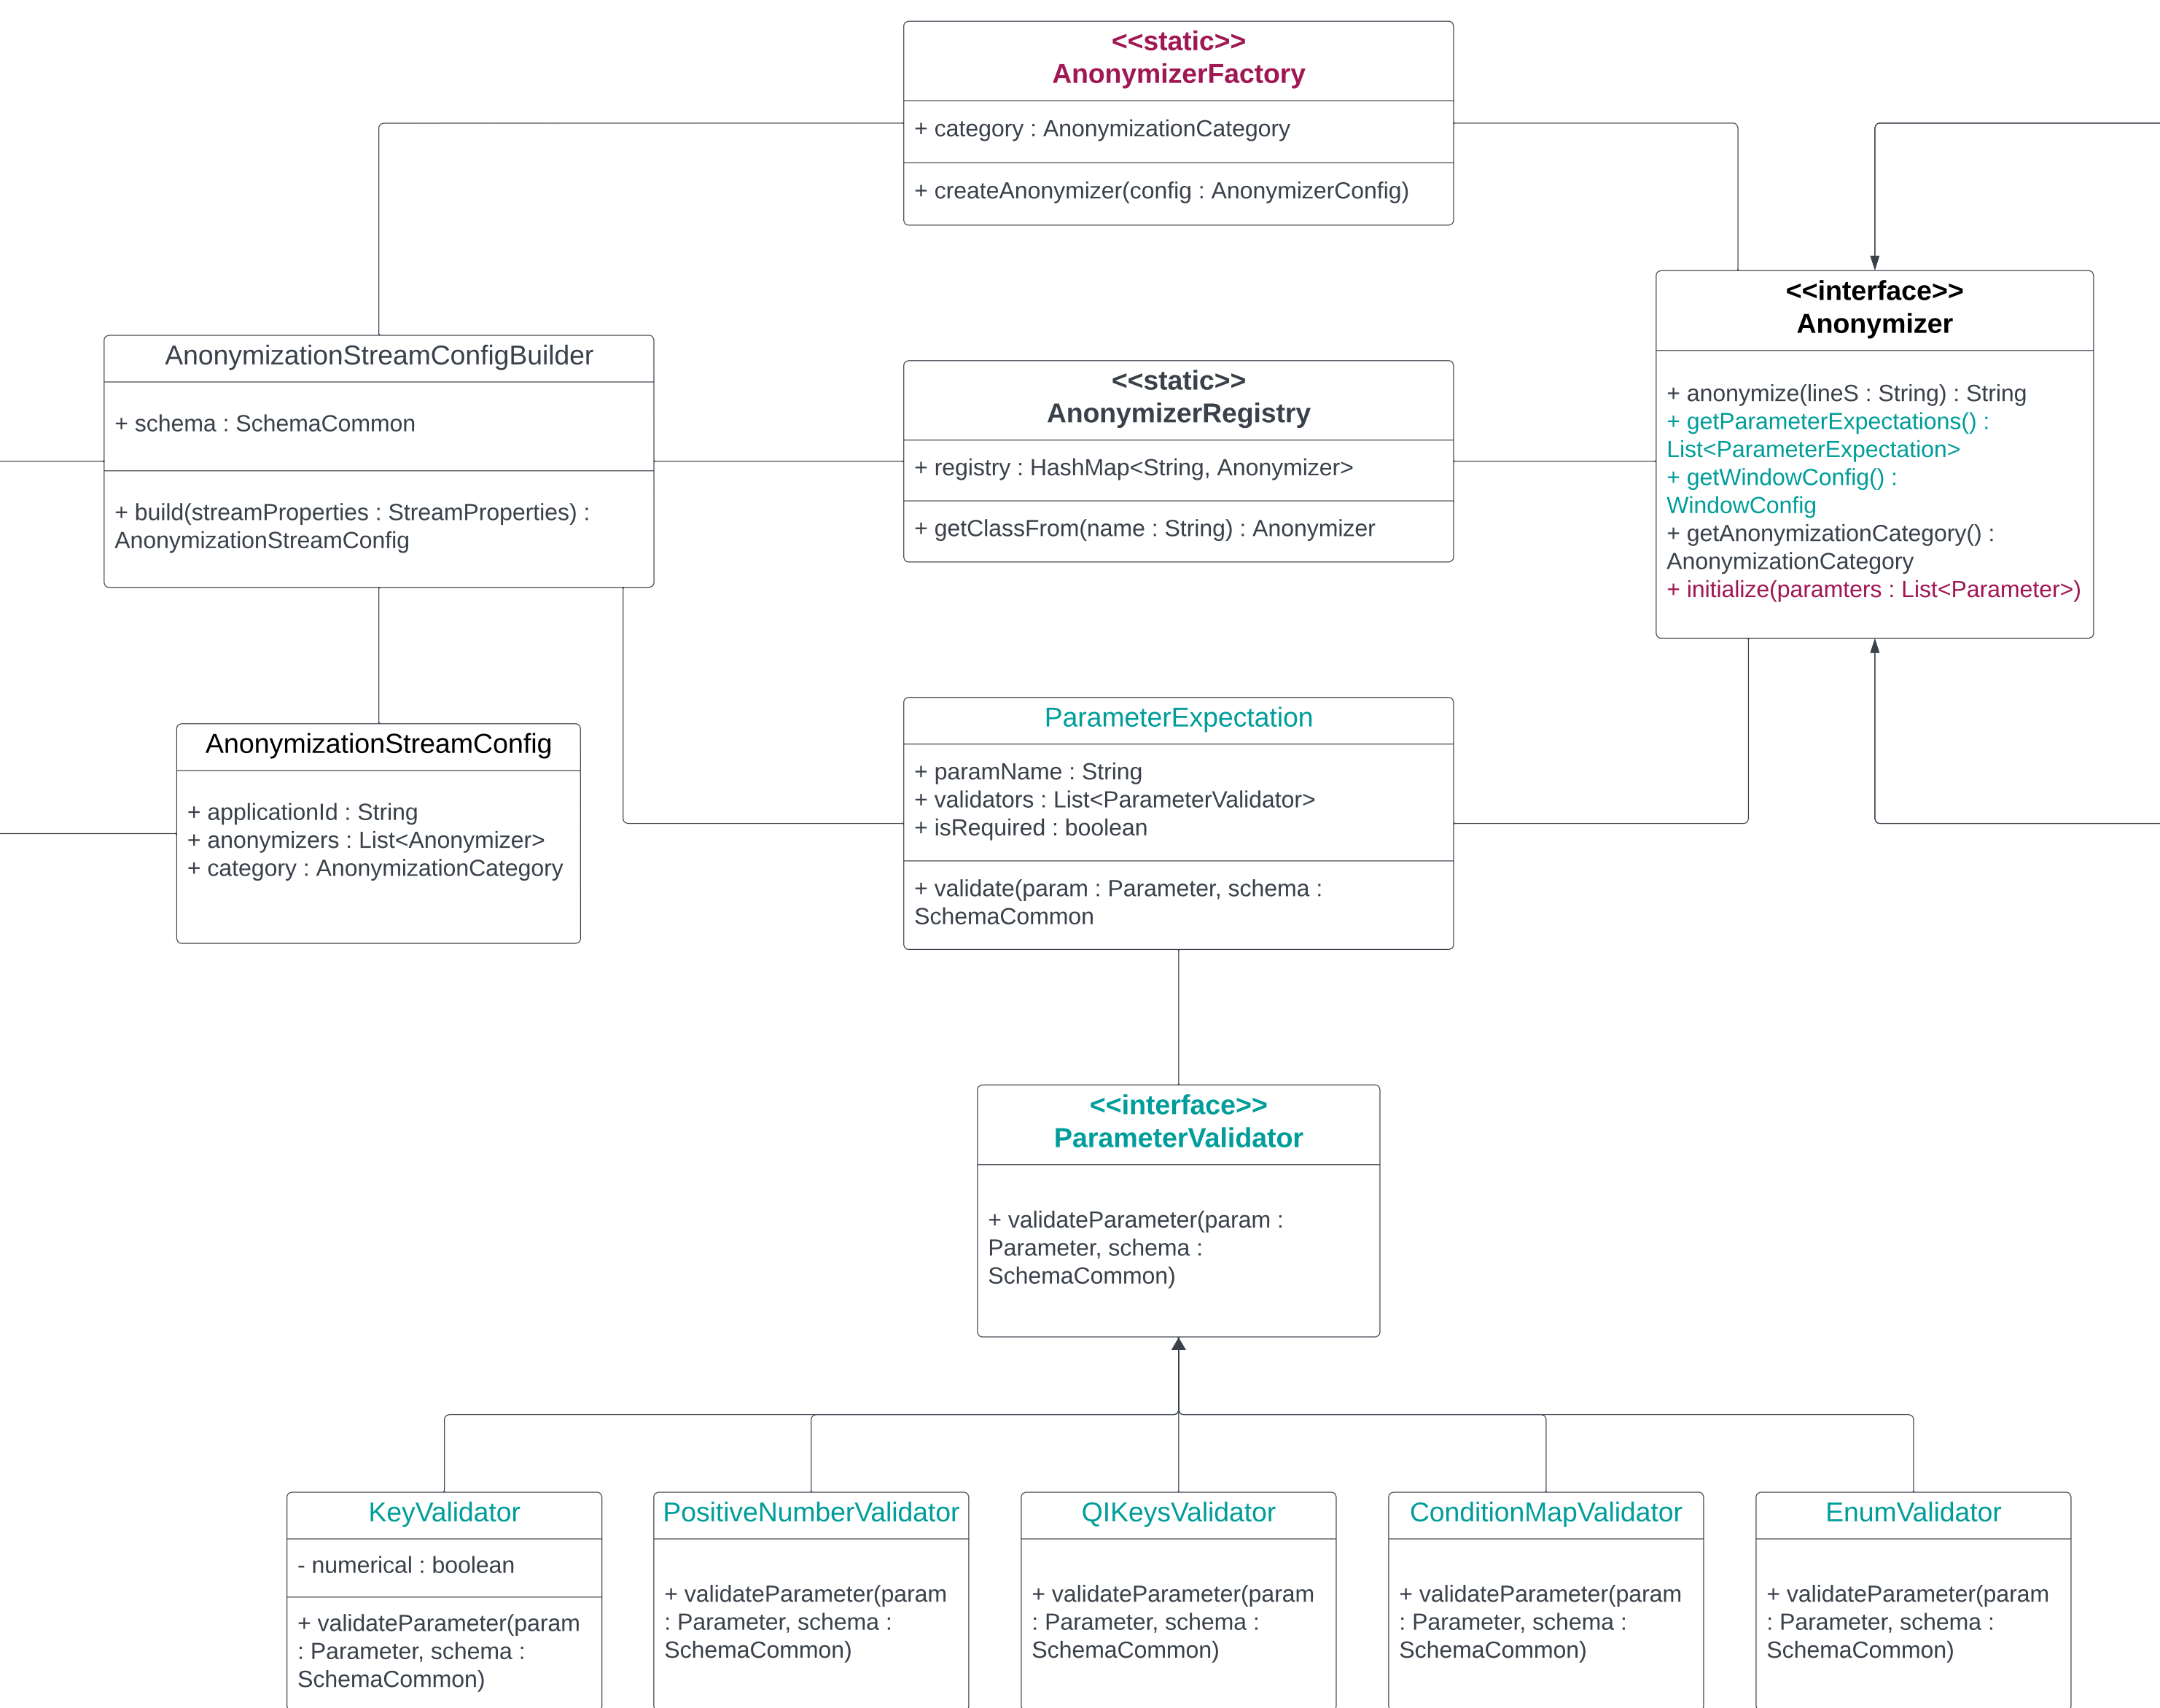 <<static>>
AnonymizerFactory
+ category : AnonymizationCategory
+ createAnonymizer(config : AnonymizerConfig)
<<interface>>
Anonymizer
+ anonymize(lineS : String) : String
+ getParameterExpectations() :
List<ParameterExpectation>
+ getWindowConfig() :
WindowConfig
+ getAnonymizationCategory() :
AnonymizationCategory
+ initialize(paramters : List<Parameter>)
AnonymizationStreamConfigBuilder
+ schema : SchemaCommon
+ build(streamProperties : StreamProperties) :
AnonymizationStreamConfig
<<static>>
AnonymizerRegistry
+ registry : HashMap<String, Anonymizer>
+ getClassFrom(name : String) : Anonymizer
AnonymizationStreamConfig
+ applicationId : String
+ anonymizers : List<Anonymizer>
+ category : AnonymizationCategory
ParameterExpectation
+ paramName : String
+ validators : List<ParameterValidator>
+ isRequired : boolean
+ validate(param : Parameter, schema :
SchemaCommon
<<interface>>
ParameterValidator
+ validateParameter(param :
Parameter, schema :
SchemaCommon)
KeyValidator
- numerical : boolean
+ validateParameter(param
: Parameter, schema :
SchemaCommon)
PositiveNumberValidator
+ validateParameter(param
: Parameter, schema :
SchemaCommon)
QIKeysValidator
+ validateParameter(param
: Parameter, schema :
SchemaCommon)
ConditionMapValidator
+ validateParameter(param
: Parameter, schema :
SchemaCommon)
EnumValidator
+ validateParameter(param
: Parameter, schema :
SchemaCommon)